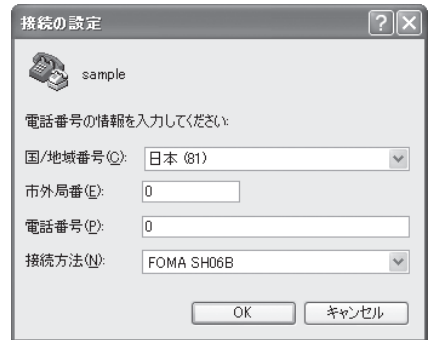 接続の設定
sample
電話番号の情報を入力してください:
国/地域番号(C): 日本 (81)
市外局番(E): 0
電話番号(P): 0
接続方法(N): FOMA SH06B
OK キャンセル